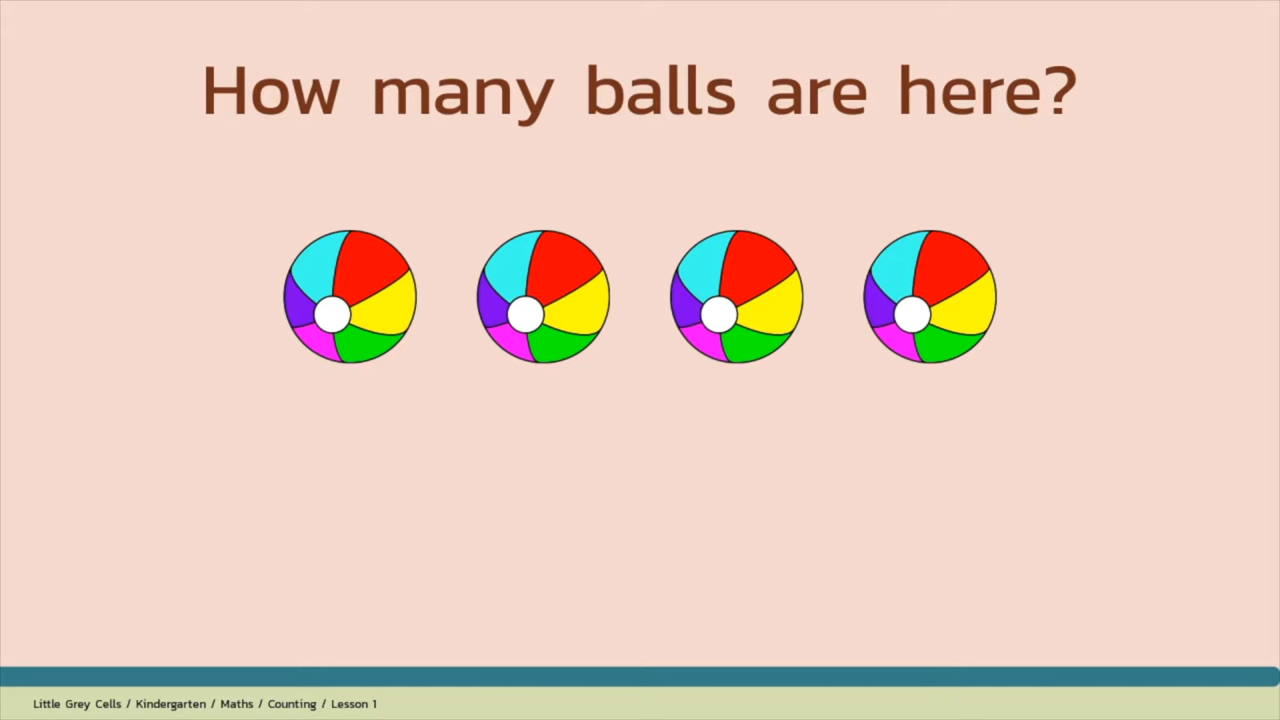 How many balls are here?
Little Grey Cells / Kindergarten / Maths / Counting / Lesson 1